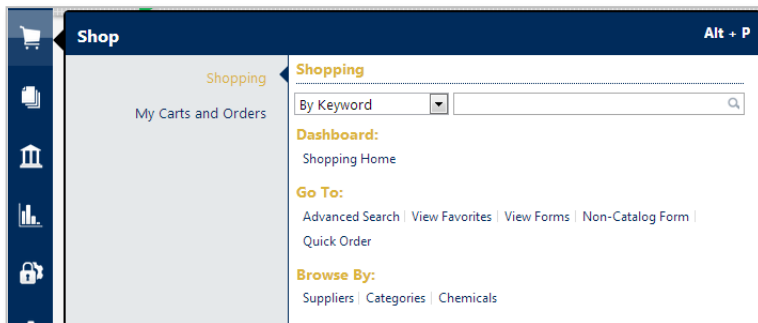 Shop
Alt + P
Shopping
My Carts and Orders
Shopping
By Keyword
Dashboard:
Shopping Home
Go To:
Advanced Search | View Favorites | View Forms | Non-Catalog Form |
Quick Order
Browse By:
Suppliers | Categories | Chemicals